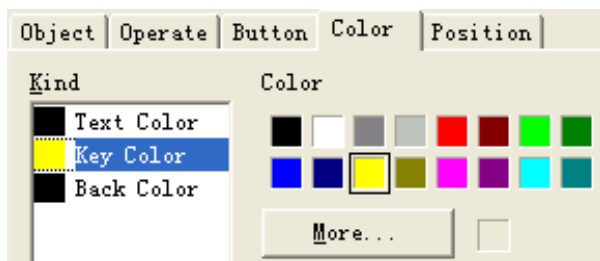 Object Operate Button Color Position
Kind Color
Text Color
Key Color
Back Color
More...